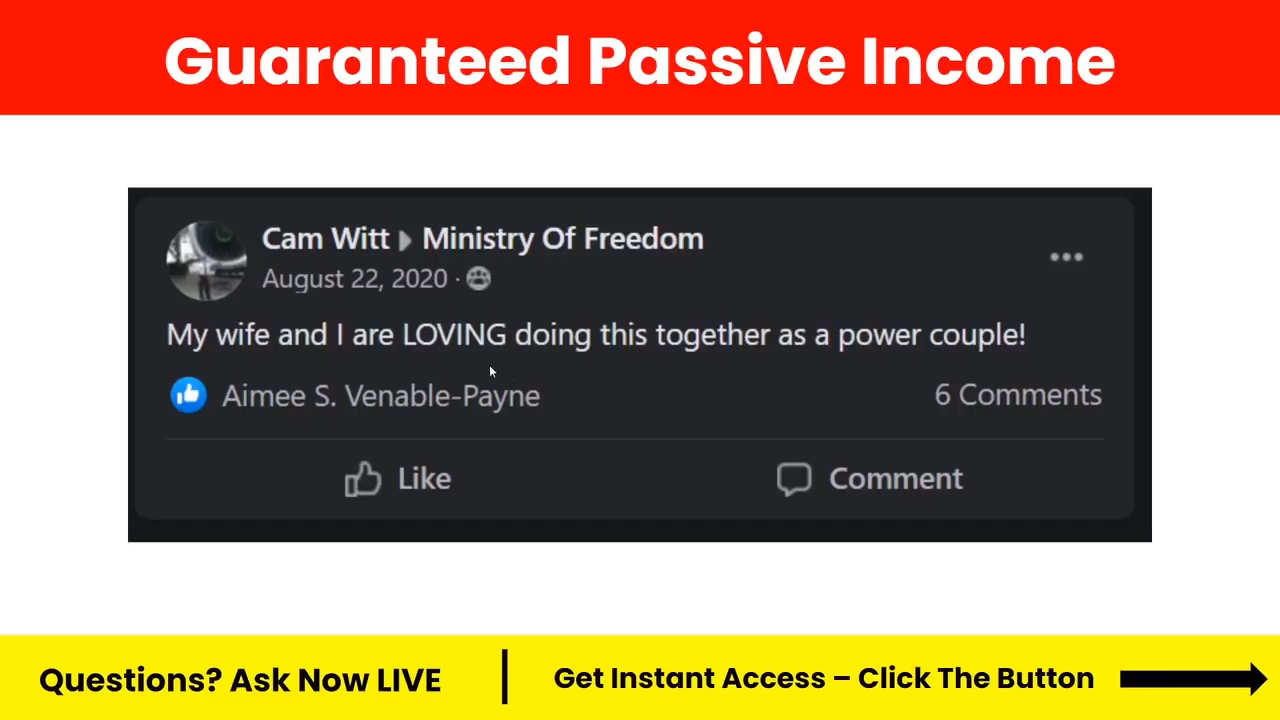 Guaranteed Passive Income
Cam Witt ▸ Ministry Of Freedom
August 22, 2020 ·
My wife and I are LOVING doing this together as a power couple!
Aimee S. Venable-Payne
6 Comments
Like
Comment
Questions? Ask Now LIVE
Get Instant Access – Click The Button